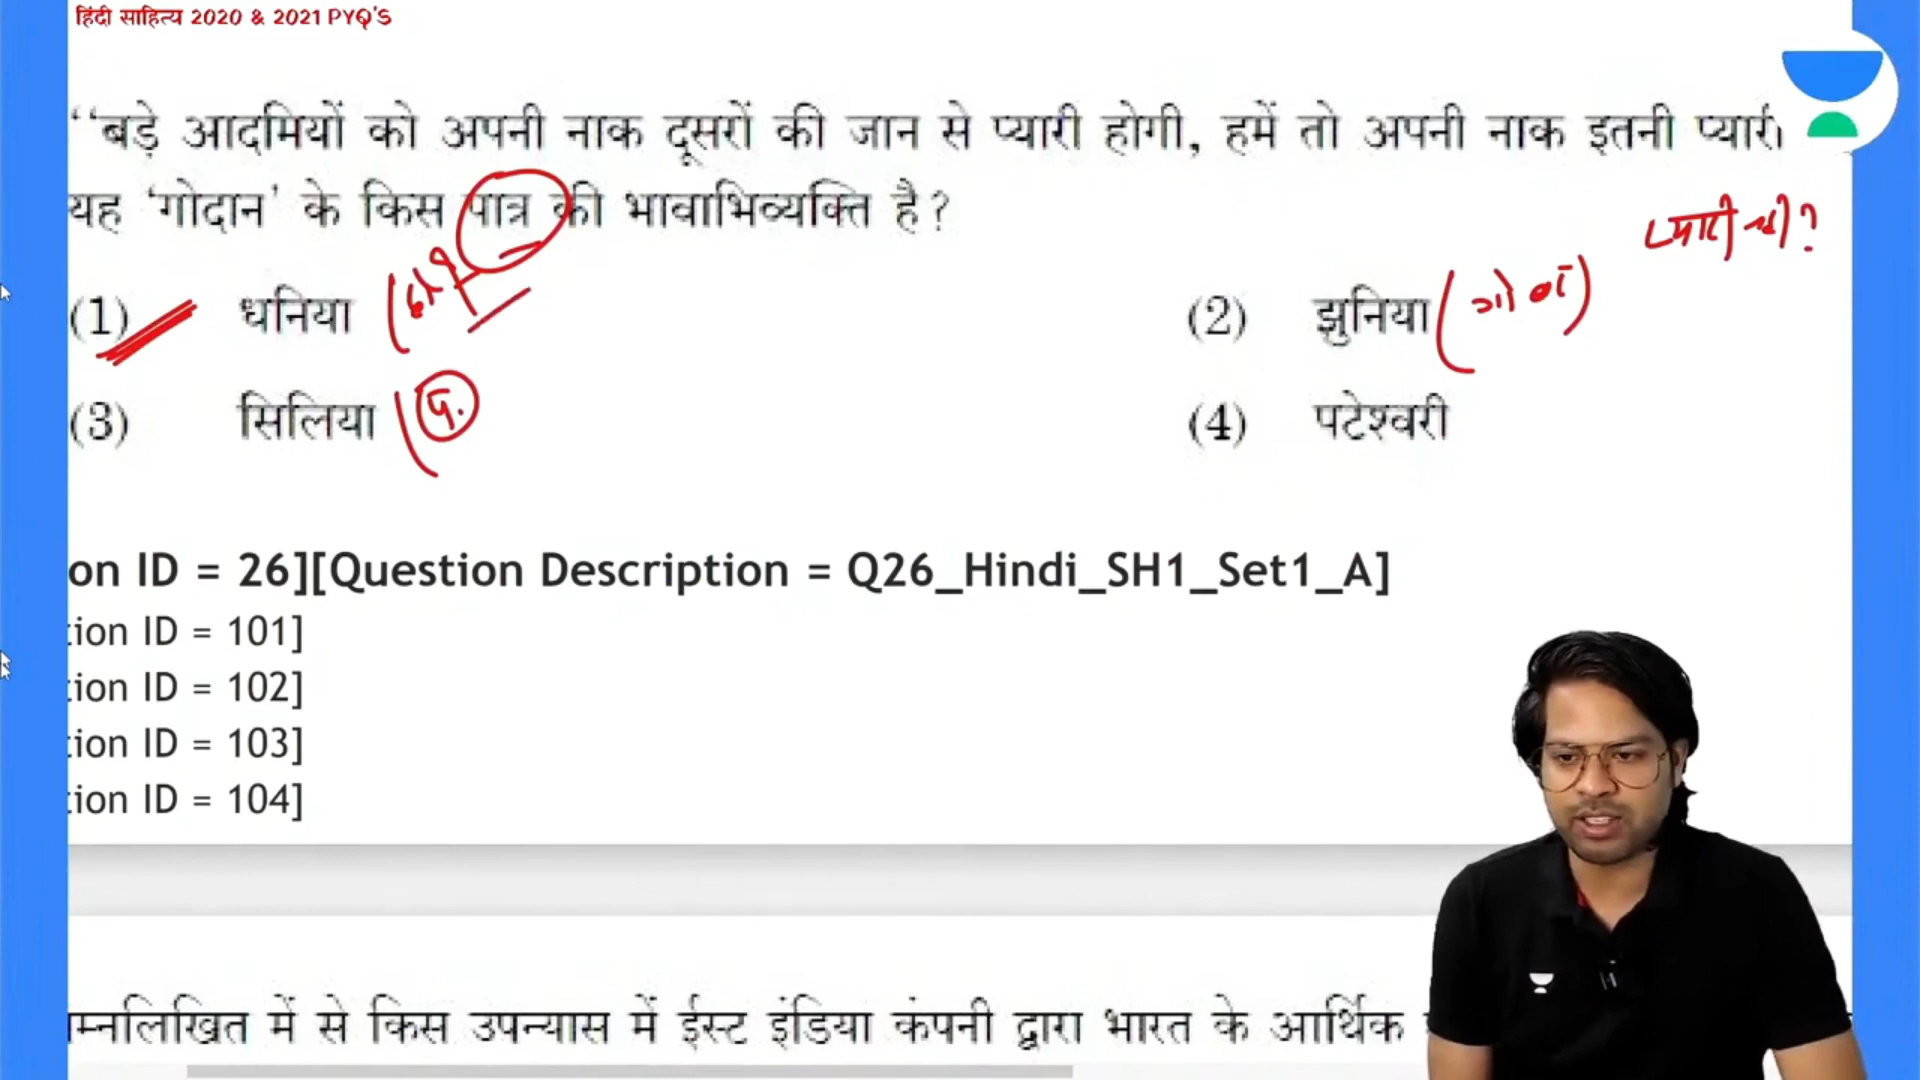 हिंदी साहित्य 2020 & 2021 PYQ'S
‘‘बड़े आदमियों को अपनी नाक दूसरों की जान से प्यारी होगी, हमें तो अपनी नाक इतनी प्यारी
यह ‘गोदान’ के किस पात्र की भावाभिव्यक्ति है?
प्यारी नहीं?
(1) धनिया (होरी (2) झुनिया (गोबर)
(3) सिलिया (4) पटेश्वरी
on ID = 26][Question Description = Q26_Hindi_SH1_Set1_A]
tion ID = 101]
tion ID = 102]
tion ID = 103]
tion ID = 104]
म्नलिखित में से किस उपन्यास में ईस्ट इंडिया कंपनी द्वारा भारत के आर्थिक